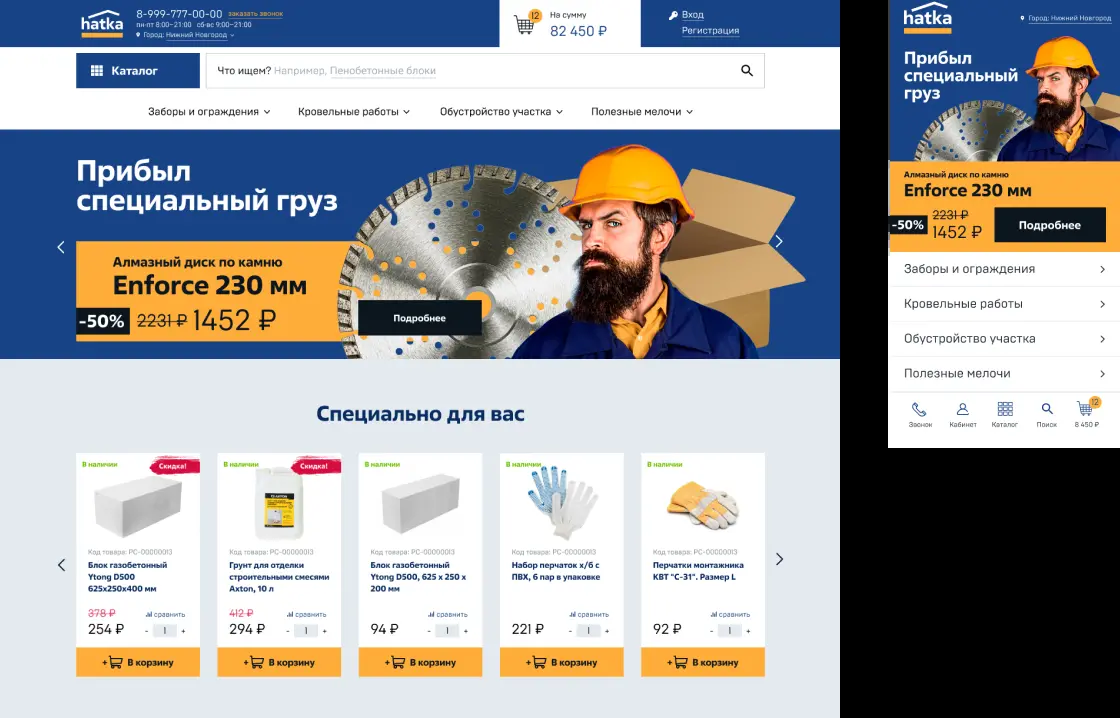 hatka
8-999-777-00-00 заказать звонок
пн-пт 8:00-21:00 сб-вс 9:00-21:00
Город: Нижний Новгород
12
На сумму
82 450 ₽
Вход
Регистрация
Каталог
Что ищем? Например, Пенобетонные блоки
Заборы и ограждения
Кровельные работы
Обустройство участка
Полезные мелочи
Прибыл
специальный груз
Алмазный диск по камню
Enforce 230 мм
-50% 2231 ₽ 1452 ₽
Подробнее
Специально для вас
В наличии
Скидка!
Код товара: РС-00000013
Блок газобетонный
Ytong D500
625х250х400 мм
378 ₽
сравнить
254 ₽
- 1 +
+ В корзину
В наличии
Скидка!
AXTON
Код товара: РС-00000013
Грунт для отделки
строительными смесями
Axton, 10 л
412 ₽
сравнить
294 ₽
- 1 +
+ В корзину
В наличии
Код товара: РС-00000013
Блок газобетонный
Ytong D500, 625 х 250 х
200 мм
сравнить
94 ₽
- 1 +
+ В корзину
В наличии
Код товара: РС-00000013
Набор перчаток х/б с
ПВХ, 6 пар в упаковке
сравнить
221 ₽
- 1 +
+ В корзину
В наличии
Код товара: РС-00000013
Перчатки монтажника
КВТ "С-31". Размер L
сравнить
92 ₽
- 1 +
+ В корзину
hatka
Город: Нижний Новгород
Прибыл
специальный
груз
Алмазный диск по камню
Enforce 230 мм
-50% 2231 ₽
1452 ₽
Подробнее
Заборы и ограждения
Кровельные работы
Обустройство участка
Полезные мелочи
12
Звонок
Кабинет
Каталог
Поиск
8 450 ₽